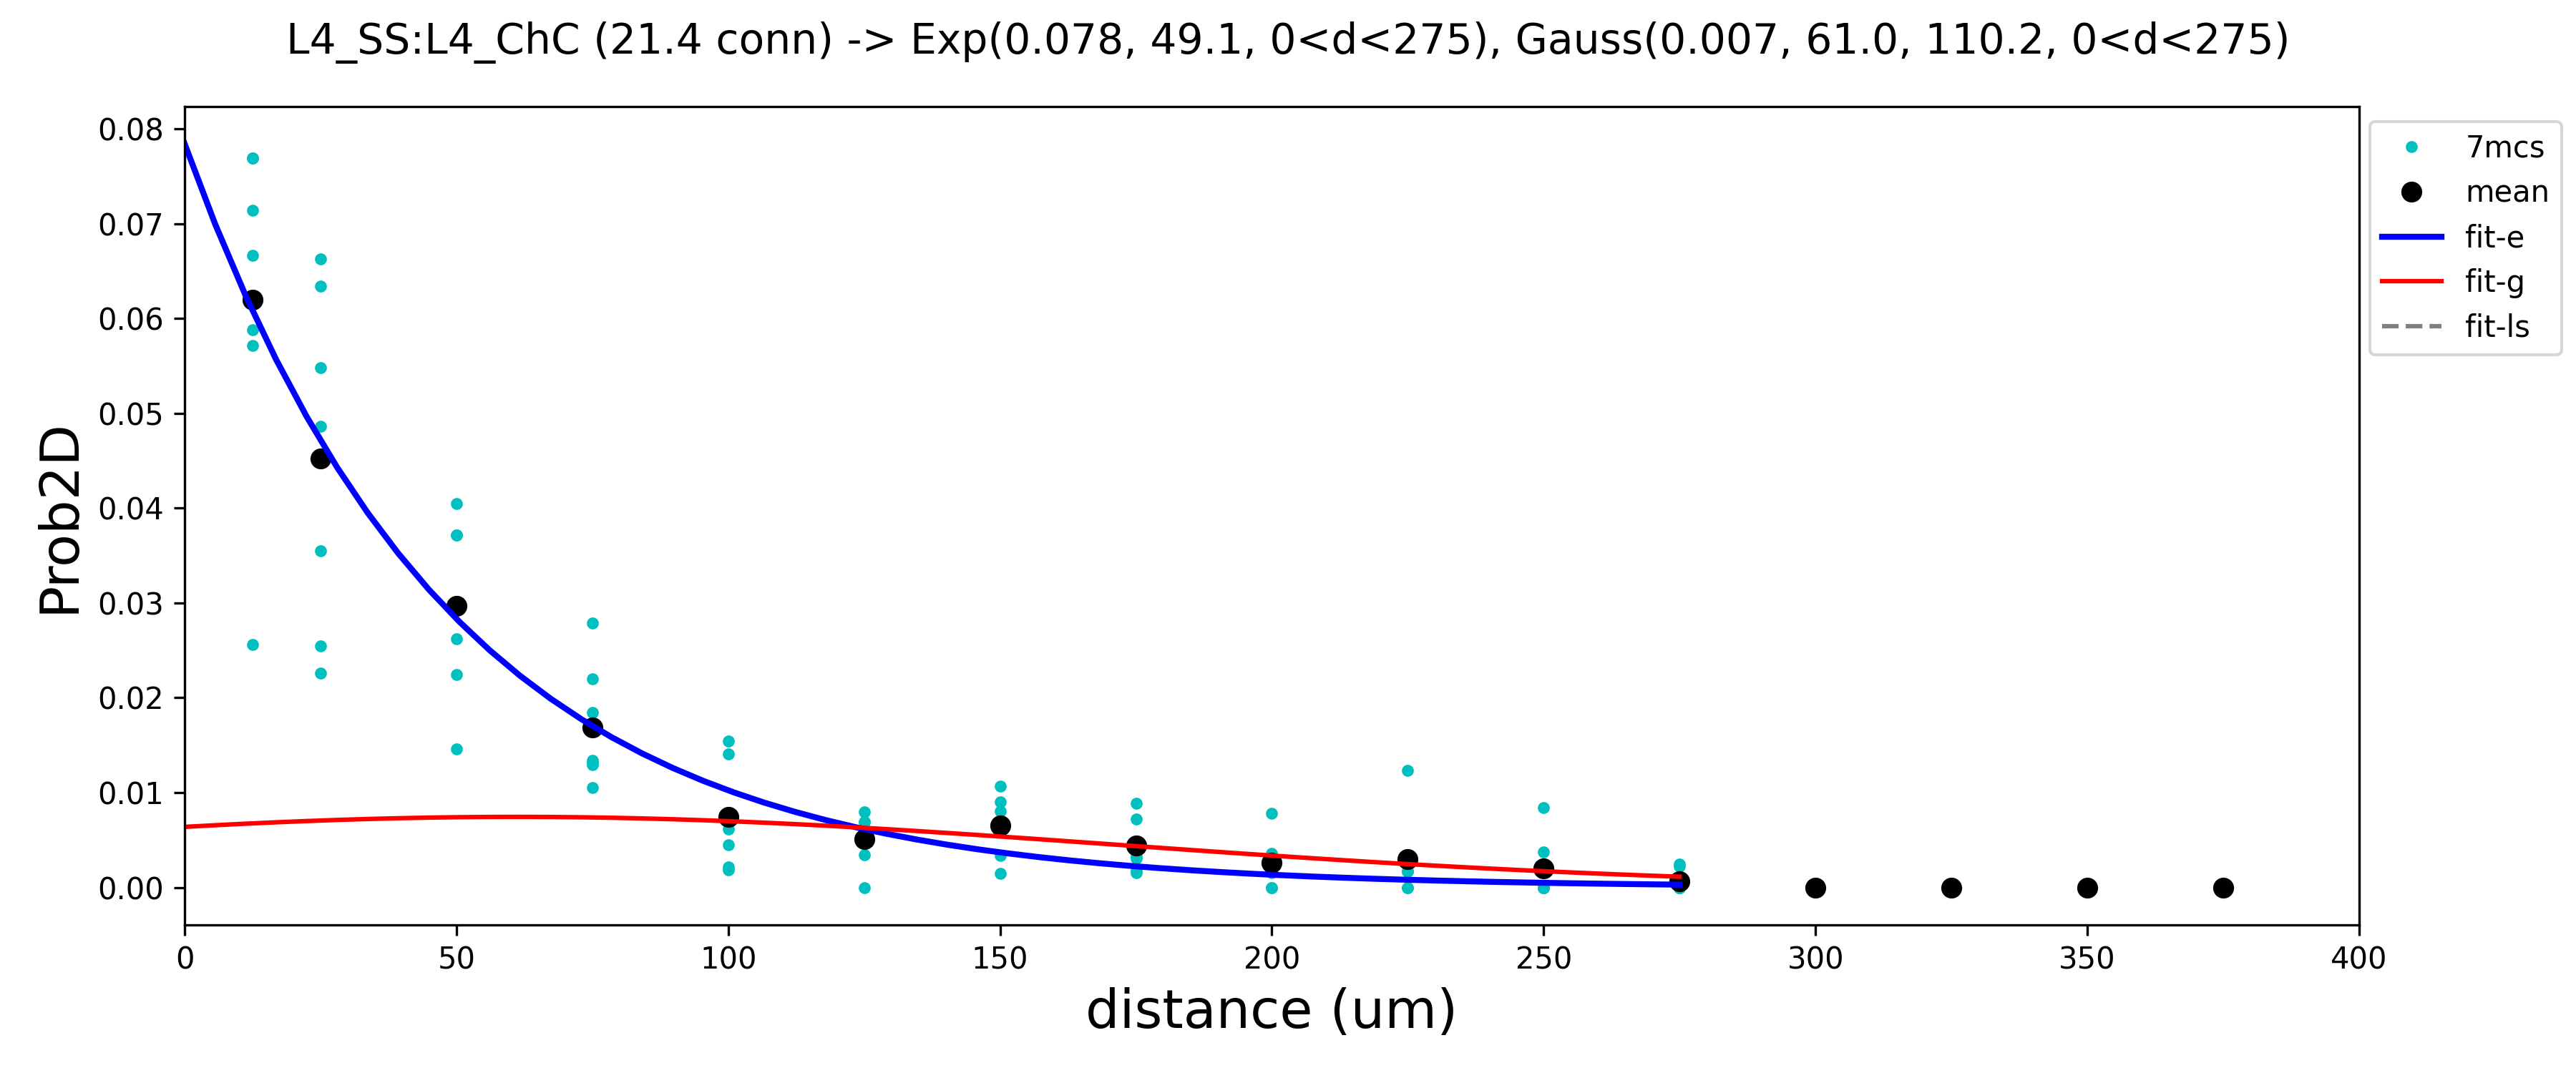 L4_SS:L4_ChC (21.4 conn) -> Exp(0.078, 49.1, 0<d<275), Gauss(0.007, 61.0, 110.2, 0<d<275)
0.08
0.07
0.06
0.05
0.04
0.03
0.02
0.01
0.00
Prob2D
0 50 100 150 200 250 300 350 400
distance (um)
7mcs
mean
fit-e
fit-g
fit-ls